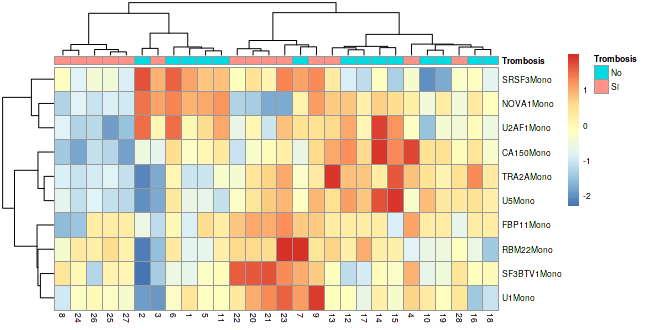 Trombosis
Trombosis
No
SI
SRSF3Mono
NOVA1Mono
U2AF1Mono
CA150Mono
TRA2AMono
U5Mono
FBP11Mono
RBM22Mono
SF3BTV1Mono
U1Mono
1
0
-1
-2
8 24 26 25 27 2 3 6 1 5 11 22 20 21 23 7 9 13 12 17 14 15 4 10 19 28 16 18